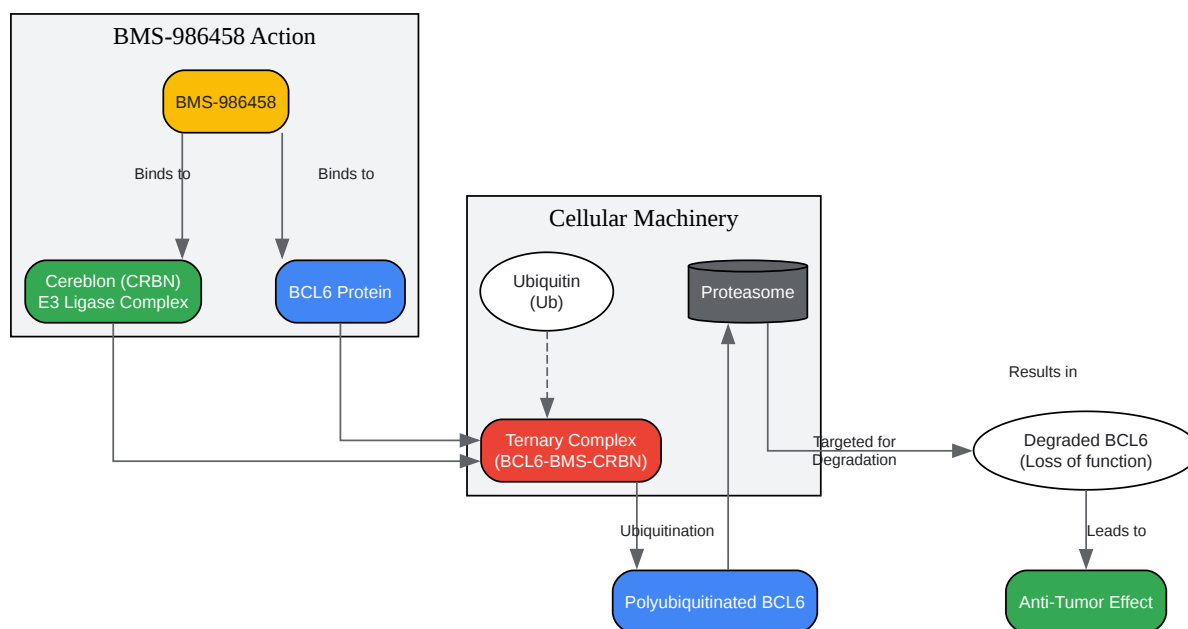 BMS-986458 Action
BMS-986458
Binds to
Binds to
Cereblon (CRBN)
E3 Ligase Complex
BCL6 Protein
Cellular Machinery
Ubiquitin
(Ub)
Proteasome
Results in
Ternary Complex
(BCL6-BMS-CRBN)
Targeted for
Degradation
Degraded BCL6
(Loss of function)
Ubiquitination
Leads to
Polyubiquitinated BCL6
Anti-Tumor Effect